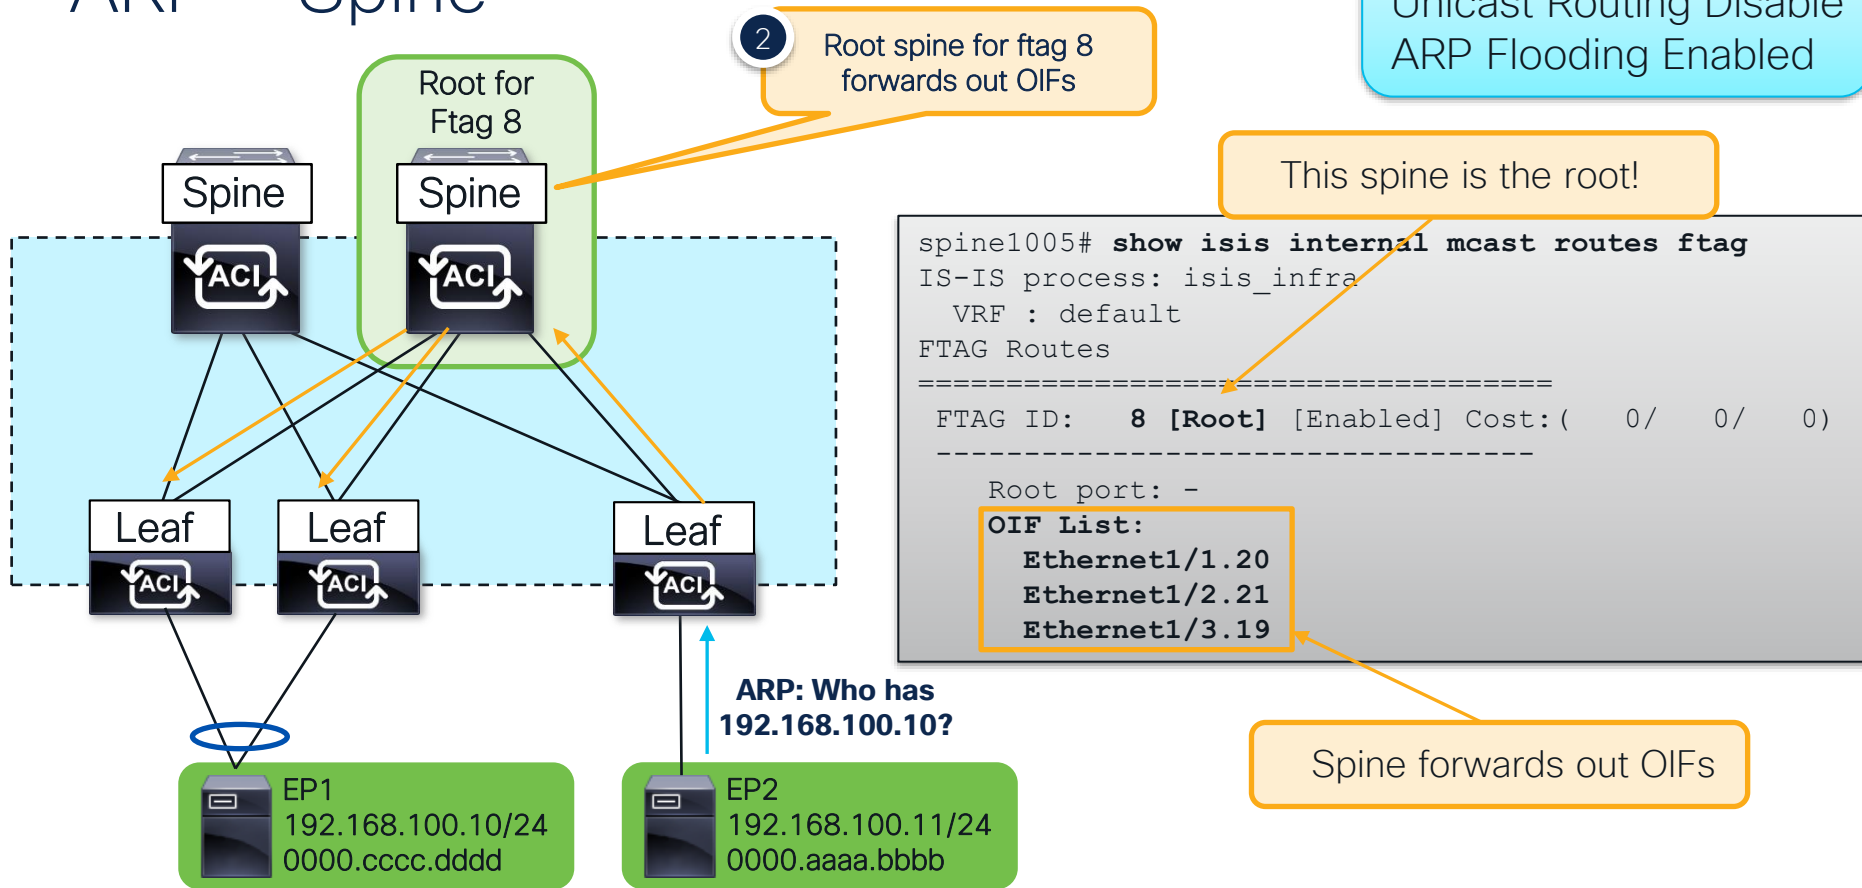 ARP – Spine
Unicast Routing Disable
ARP Flooding Enabled
2
Root spine for ftag 8
forwards out OIFs
Root for
Ftag 8
Spine
Spine
ACI
ACI
This spine is the root!
spine1005# show isis internal mcast routes ftag
IS-IS process: isis_infra
VRF : default
FTAG Routes
====================================
FTAG ID:   8 [Root] [Enabled] Cost:(   0/   0/   0)
----------------------------------
Root port: -
OIF List:
Ethernet1/1.20
Ethernet1/2.21
Ethernet1/3.19
Leaf
Leaf
Leaf
ACI
ACI
ACI
ARP: Who has
192.168.100.10?
Spine forwards out OIFs
EP1
192.168.100.10/24
0000.cccc.dddd
EP2
192.168.100.11/24
0000.aaaa.bbbb